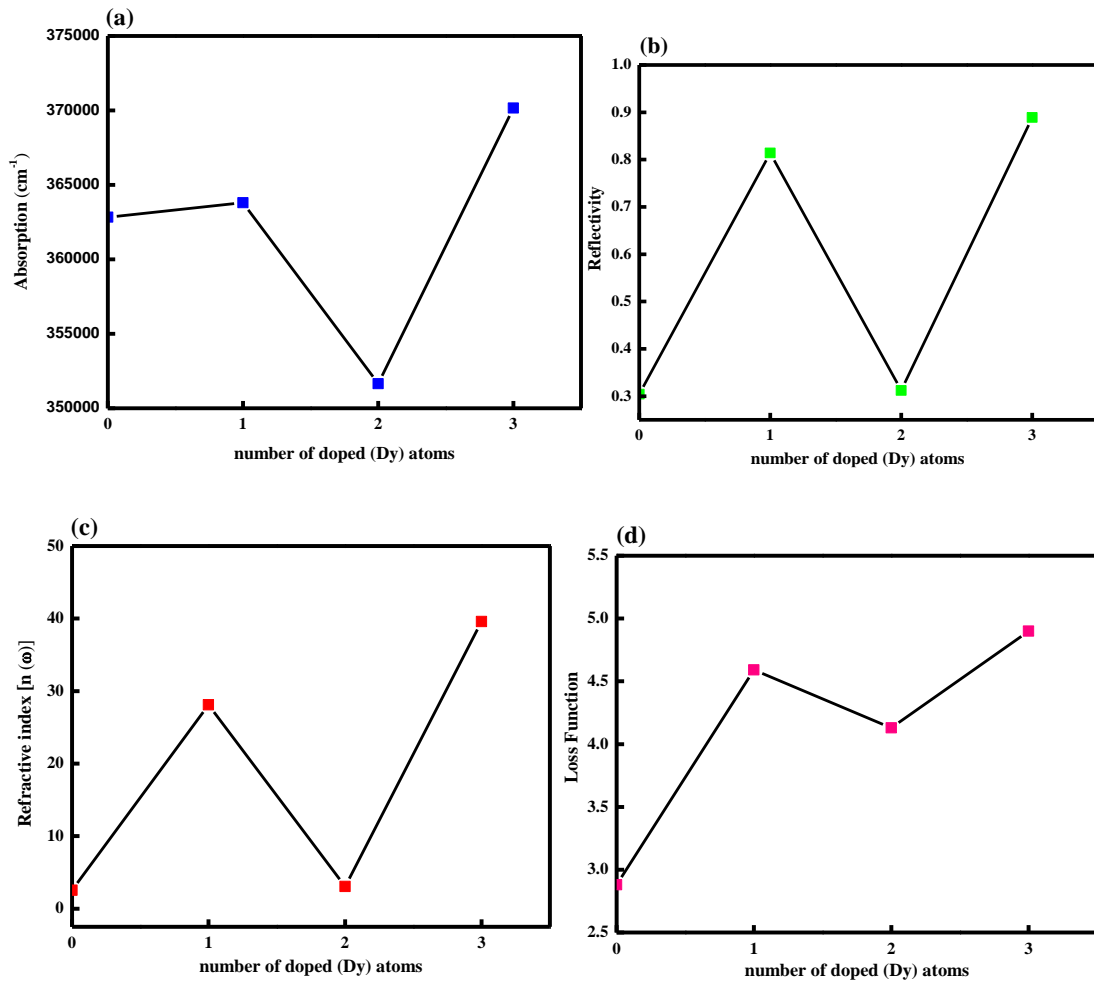 (a)
375000
370000
365000
360000
355000
350000
Absorption (cm⁻¹)
0 1 2 3
number of doped (Dy) atoms
(b)
1.0
0.9
0.8
0.7
0.6
0.5
0.4
0.3
Reflectivity
0 1 2 3
number of doped (Dy) atoms
(c)
50
40
30
20
10
0
Refractive index [n (ω)]
0 1 2 3
number of doped (Dy) atoms
(d)
5.5
5.0
4.5
4.0
3.5
3.0
2.5
Loss Function
0 1 2 3
number of doped (Dy) atoms